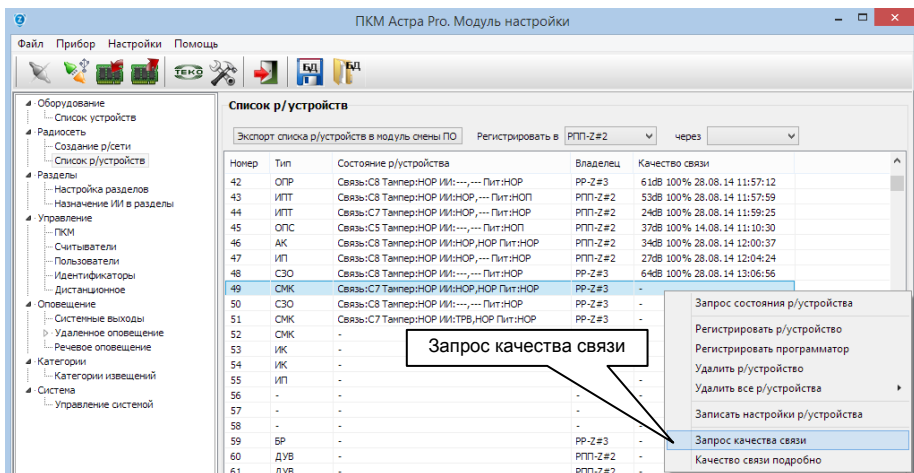 ПКМ Астра Pro. Модуль настройки
Файл Прибор Настройки Помощь
ТЕКО БД БД
Оборудование
Список устройств
Радиосеть
Создание р/сети
Список р/устройств
Разделы
Настройка разделов
Назначение ИИ в разделы
Управление
ПКМ
Считыватели
Пользователи
Идентификаторы
Дистанционное
Оповещение
Системные выходы
Удаленное оповещение
Речевое оповещение
Категории
Категории извещений
Система
Управление системой
Список р/устройств
Экспорт списка р/устройств в модуль смены ПО Регистрировать в РПП-Z#2 через
Номер Тип Состояние р/устройства Владелец Качество связи
42 ОПР Связь:С8 Тампер:НОР ИИ:---,--- Пит:НОР РР-Z#3 61dB 100% 28.08.14 11:57:12
43 ИПТ Связь:С8 Тампер:НОР ИИ:НОР,--- Пит:НОП РПП-Z#2 53dB 100% 28.08.14 11:57:59
44 ИПТ Связь:С7 Тампер:НОР ИИ:НОР,--- Пит:НОР РПП-Z#2 24dB 100% 28.08.14 11:59:25
45 ОПС Связь:С5 Тампер:НОП ИИ:---,--- Пит:НОР РПП-Z#2 37dB 100% 14.08.14 11:10:30
46 АК Связь:С8 Тампер:НОР ИИ:НОР,НОР Пит:НОР РПП-Z#2 34dB 100% 28.08.14 12:00:37
47 ИП Связь:С8 Тампер:НОР ИИ:НОР,--- Пит:НОР РПП-Z#2 27dB 100% 28.08.14 12:04:24
48 СЗО Связь:С8 Тампер:НОР ИИ:---,--- Пит:НОР РР-Z#3 64dB 100% 28.08.14 13:06:56
49 СМК Связь:С7 Тампер:НОР ИИ:НОР,НОР Пит:НОР РР-Z#3 -
50 СЗО Связь:С8 Тампер:НОР ИИ:---,--- Пит:НОР РР-Z#3 -
51 СМК Связь:С7 Тампер:НОР ИИ:ТРВ,НОР Пит:НОР РР-Z#3 -
52 СМК -
53 ИК -
54 ИК -
55 ИП - -
56 - - - -
57 - - - -
58 - - - -
59 БР - РР-Z#3 -
60 ДУВ - РПП-Z#2 -
61 ДУВ - РПП-Z#2 -
Запрос качества связи
Запрос состояния р/устройства
Регистрировать р/устройство
Регистрировать программатор
Удалить р/устройство
Удалить все р/устройства
Записать настройки р/устройства
Запрос качества связи
Качество связи подробно